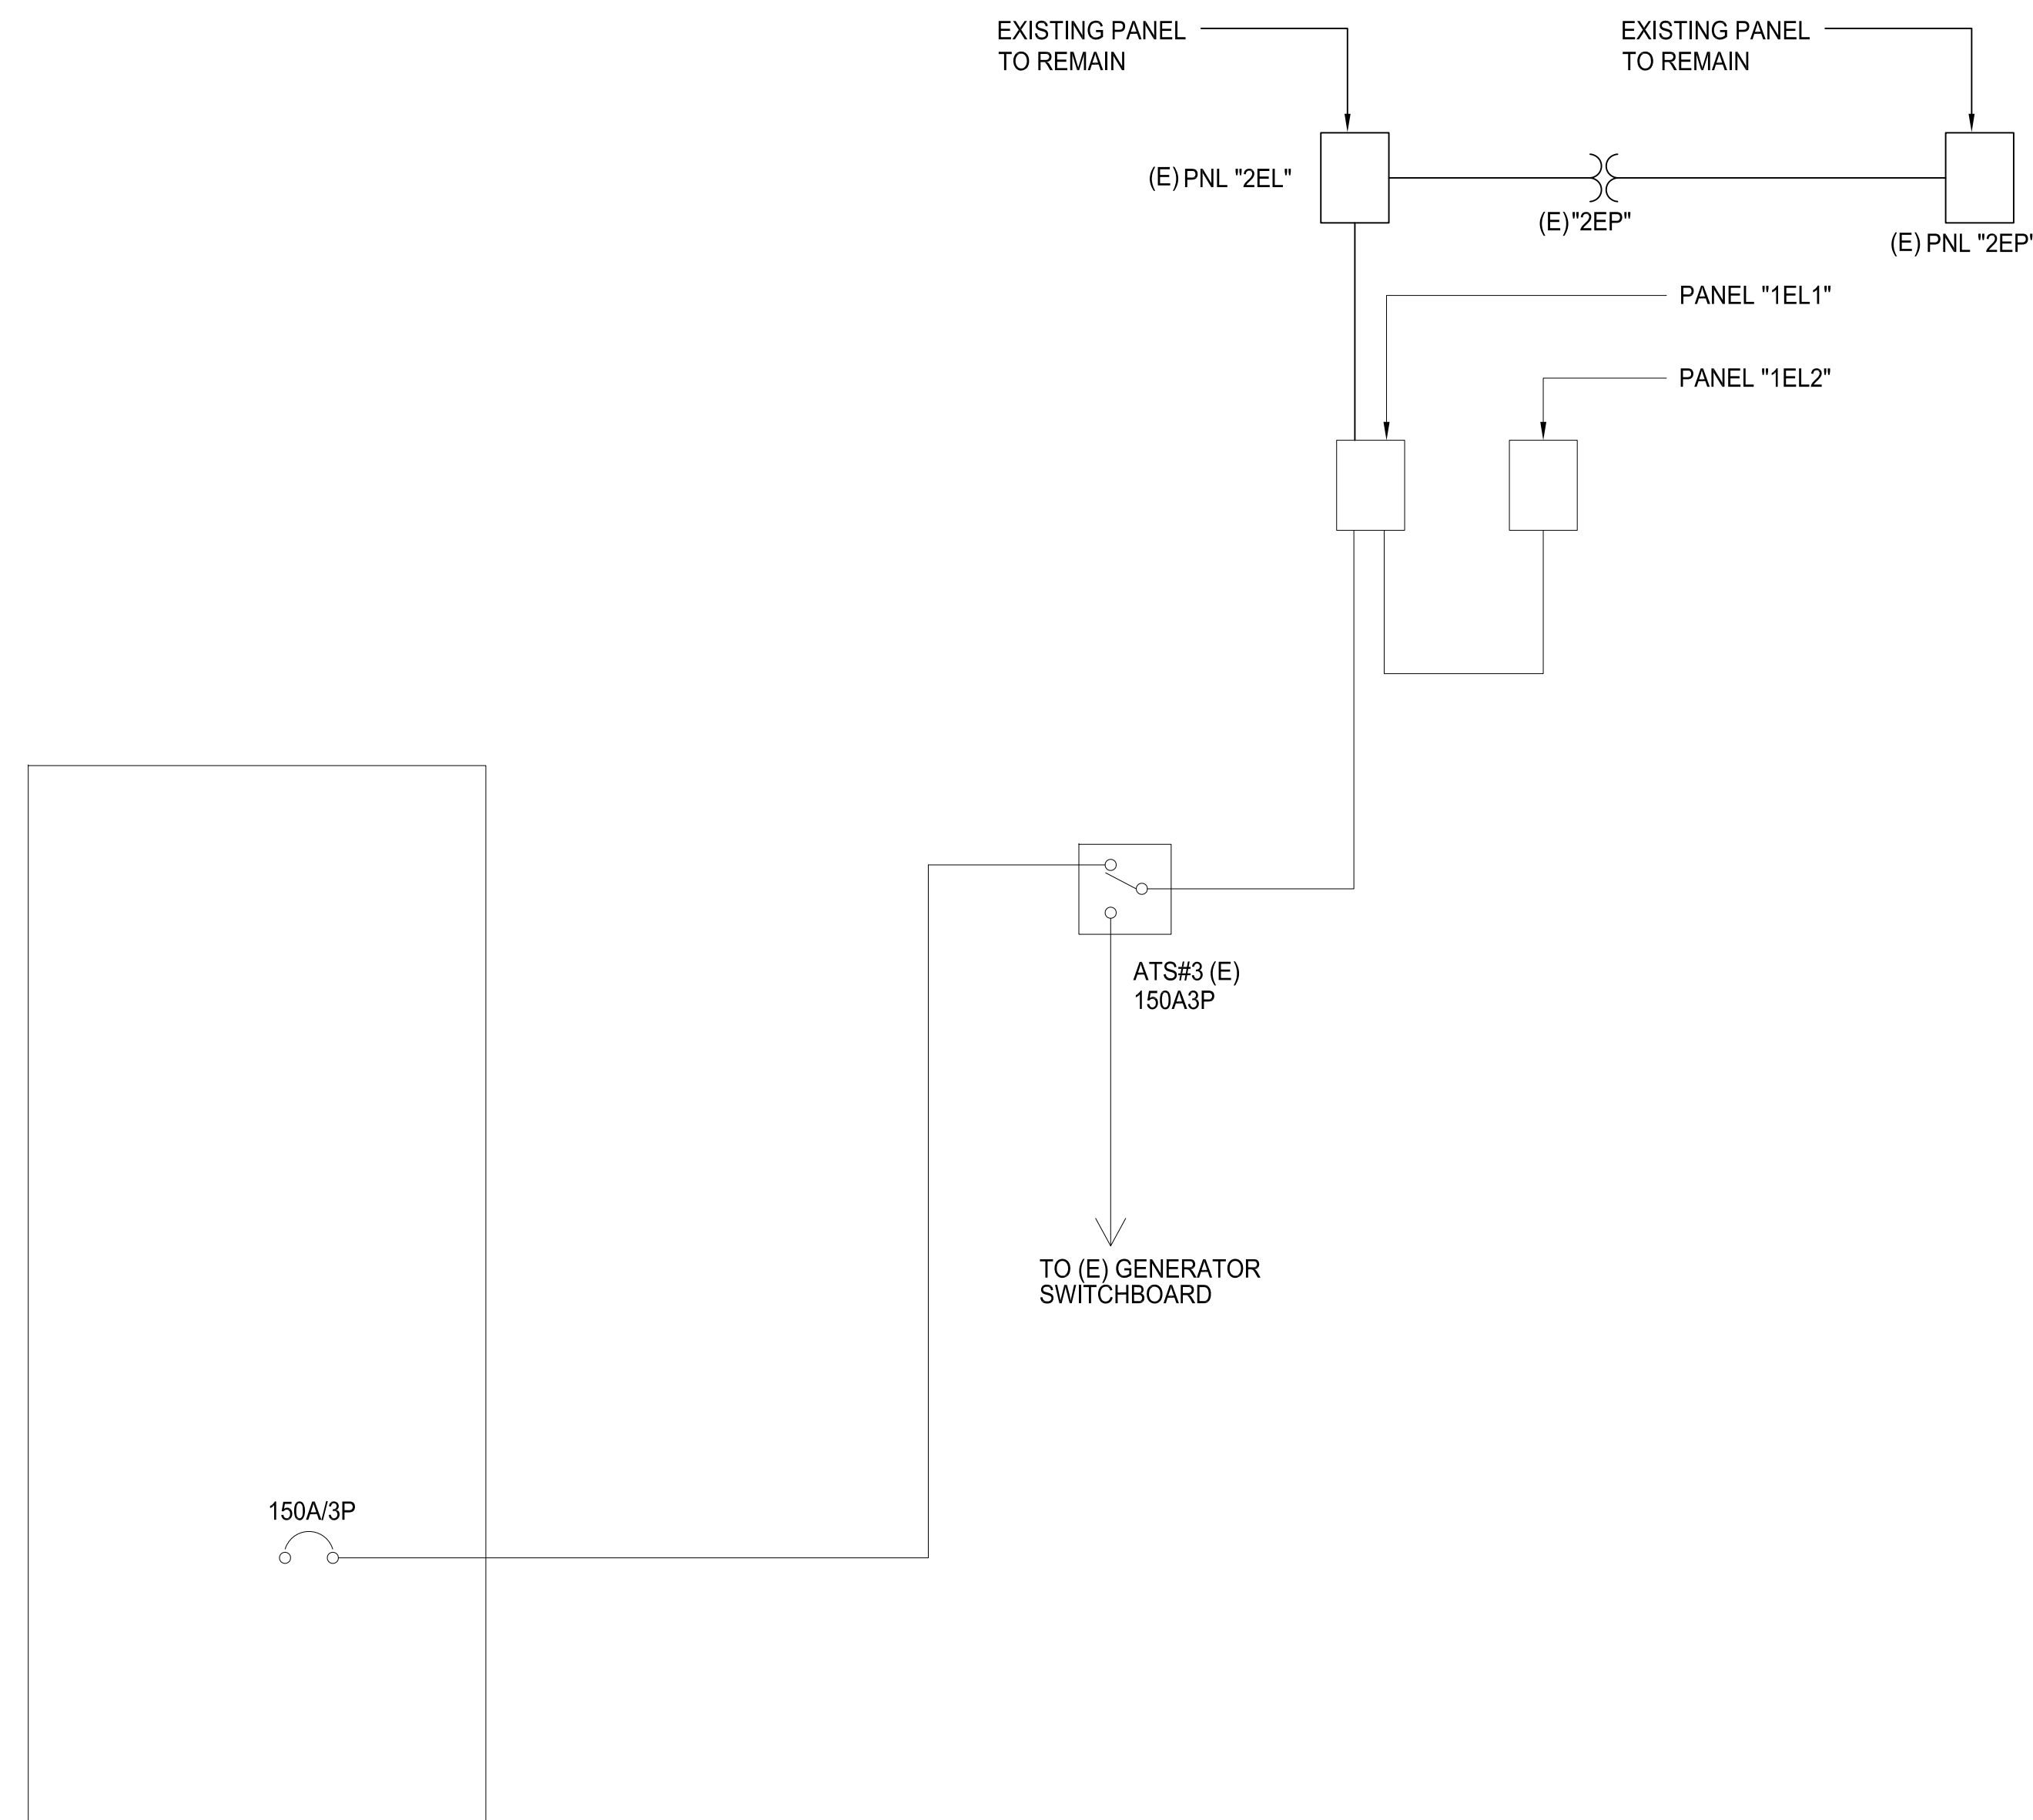 EXISTING PANEL
TO REMAIN
EXISTING PANEL
TO REMAIN
(E) PNL "2EL"
(E)"2EP"
(E) PNL "2EP'
PANEL "1EL1"
PANEL "1EL2"
ATS#3 (E)
150A3P
TO (E) GENERATOR
SWITCHBOARD
150A/3P